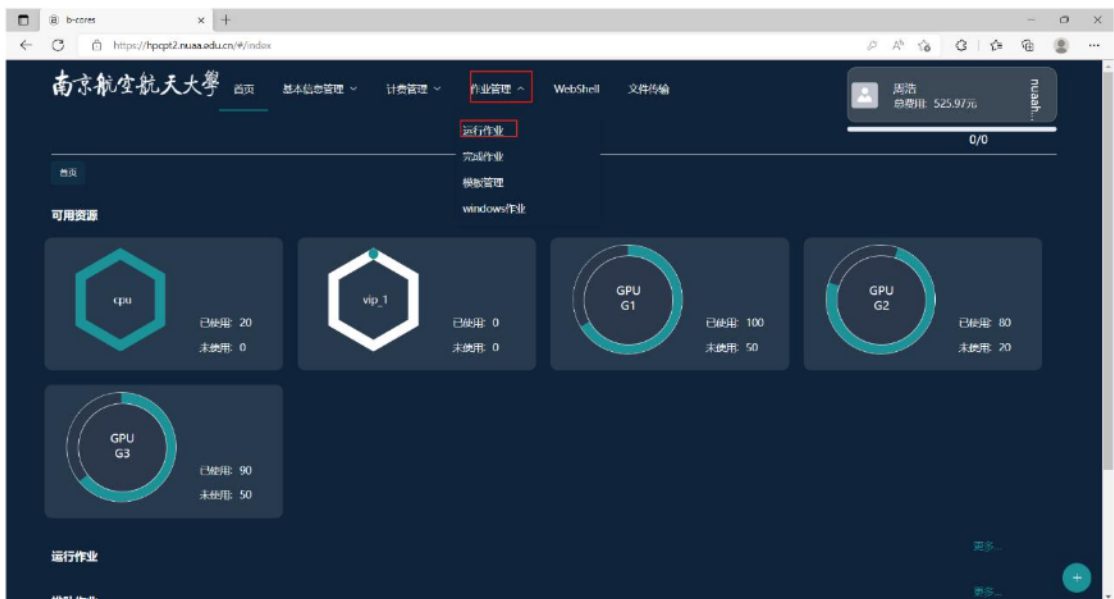 b-cores
https://hpcpt2.nuaa.edu.cn/#/index
南京航空航天大學 首页 基本信息管理 计费管理 作业管理 WebShell 文件传输
周浩
总费用: 525.97元
nuaah...
0/0
运行作业
完成作业
模板管理
windows作业
首页
可用资源
cpu
已使用: 20
未使用: 0
vip_1
已使用: 0
未使用: 0
GPU
G1
已使用: 100
未使用: 50
GPU
G2
已使用: 80
未使用: 20
GPU
G3
已使用: 90
未使用: 50
运行作业 更多...
更多...